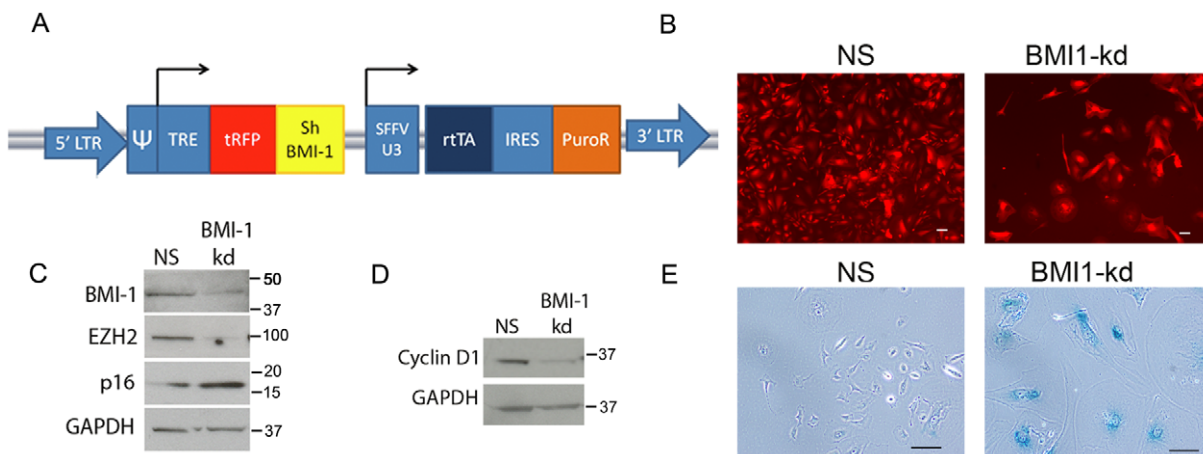 A
5' LTR
Ψ
TRE
tRFP
Sh
BMI-1
SFFV
U3
rtTA
IRES
PuroR
3' LTR
B
NS
BMI1-kd
C
NS
BMI-1
kd
BMI-1
50
37
EZH2
100
p16
20
15
GAPDH
37
D
NS
BMI-1
kd
Cyclin D1
37
GAPDH
37
E
NS
BMI1-kd